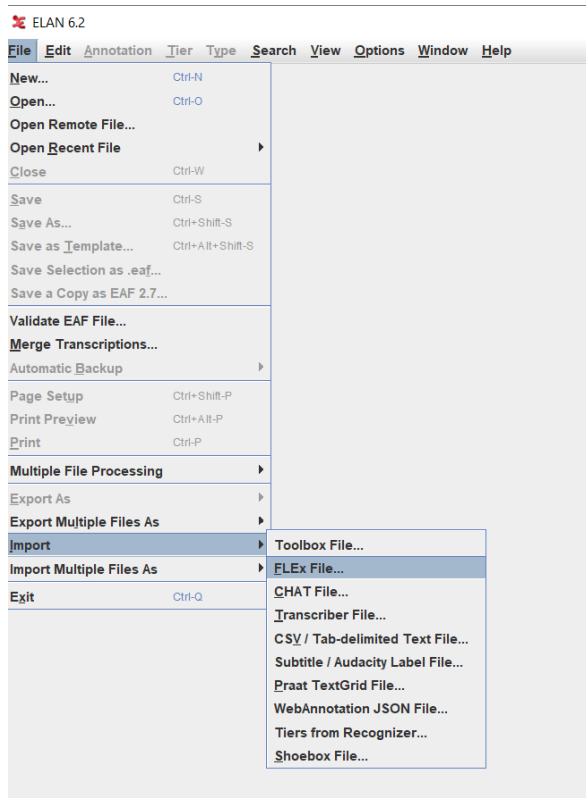 ELAN 6.2
File Edit Annotation Tier Type Search View Options Window Help
New... Ctrl-N
Open... Ctrl-O
Open Remote File...
Open Recent File
Close Ctrl-W
Save Ctrl-S
Save As... Ctrl+Shift-S
Save as Template... Ctrl+Alt+Shift-S
Save Selection as .eaf...
Save a Copy as EAF 2.7...
Validate EAF File...
Merge Transcriptions...
Automatic Backup
Page Setup Ctrl+Shift-P
Print Preview Ctrl+Alt-P
Print Ctrl-P
Multiple File Processing
Export As
Export Multiple Files As
Import
Import Multiple Files As
Exit Ctrl-Q
Toolbox File...
FLEx File...
CHAT File...
Transcriber File...
CSV / Tab-delimited Text File...
Subtitle / Audacity Label File...
Praat TextGrid File...
WebAnnotation JSON File...
Tiers from Recognizer...
Shoebox File...